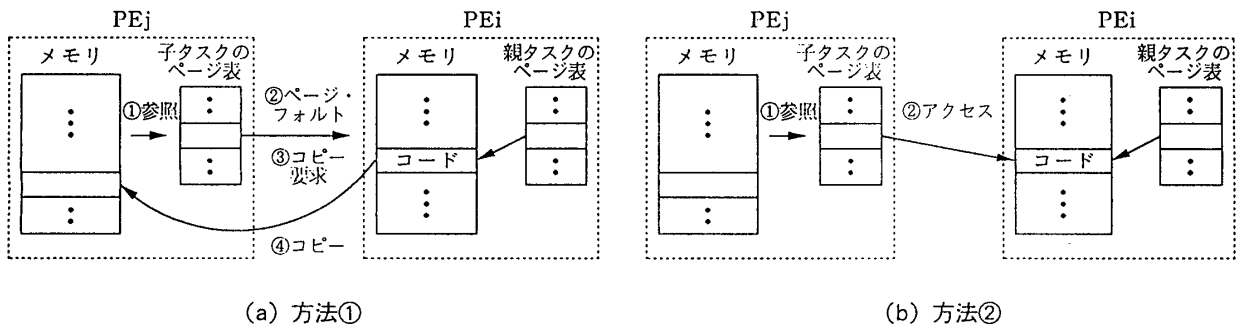 PEj
メモリ
子タスクの
ページ表
①参照
②ページ・
フォルト
③コピー
要求
④コピー
PEi
メモリ
コード
親タスクの
ページ表
(a) 方法①
PEj
メモリ
子タスクの
ページ表
①参照
②アクセス
PEi
メモリ
コード
親タスクの
ページ表
(b) 方法②